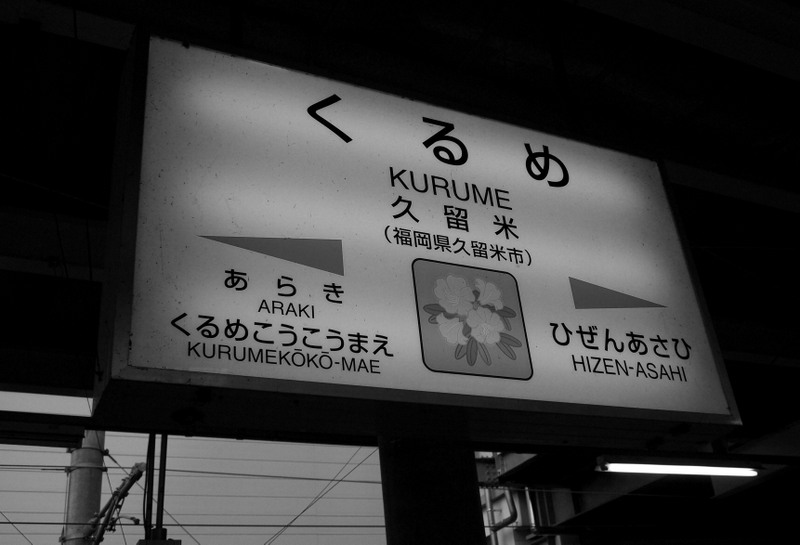 くるめ
KURUME
久留米
(福岡県久留米市)
あらき
ARAKI
くるめこうこうまえ
KURUMEKŌKŌ-MAE
ひぜんあさひ
HIZEN-ASAHI